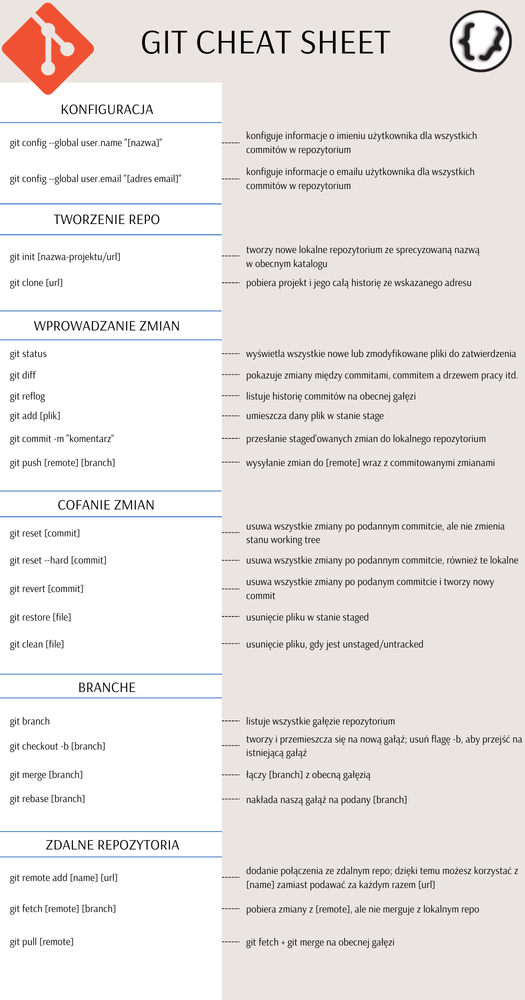 GIT CHEAT SHEET
{}
KONFIGURACJA
git config --global user.name "[nazwa]" ----- konfiguje informacje o imieniu użytkownika dla wszystkich
commitów w repozytorium
git config --global user.email "[adres email]" ----- konfiguje informacje o emailu użytkownika dla wszystkich
commitów w repozytorium
TWORZENIE REPO
git init [nazwa-projektu/url] ----- tworzy nowe lokalne repozytorium ze sprecyzowaną nazwą
w obecnym katalogu
git clone [url] ----- pobiera projekt i jego całą historię ze wskazanego adresu
WPROWADZANIE ZMIAN
git status ----- wyświetla wszystkie nowe lub zmodyfikowane pliki do zatwierdzenia
git diff ----- pokazuje zmiany między commitami, commitem a drzewem pracy itd.
git reflog ----- listuje historię commitów na obecnej gałęzi
git add [plik] ----- umieszcza dany plik w stanie stage
git commit -m "komentarz" ----- przesłanie staged'owanych zmian do lokalnego repozytorium
git push [remote] [branch] ----- wysyłanie zmian do [remote] wraz z commitowanymi zmianami
COFANIE ZMIAN
git reset [commit] ----- usuwa wszystkie zmiany po podannym commitcie, ale nie zmienia
stanu working tree
git reset --hard [commit] ----- usuwa wszystkie zmiany po podannym commitcie, również te lokalne
git revert [commit] ----- usuwa wszystkie zmiany po podanym commitcie i tworzy nowy
commit
git restore [file] ----- usunięcie pliku w stanie staged
git clean [file] ----- usunięcie pliku, gdy jest unstaged/untracked
BRANCHE
git branch ----- listuje wszystkie gałęzie repozytorium
git checkout -b [branch] ----- tworzy i przemieszcza się na nową gałąź; usuń flagę -b, aby przejść na
istniejącą gałąź
git merge [branch] ----- łączy [branch] z obecną gałęzią
git rebase [branch] ----- nakłada naszą gałąź na podany [branch]
ZDALNE REPOZYTORIA
git remote add [name] [url] ----- dodanie połączenia ze zdalnym repo; dzięki temu możesz korzystać z
[name] zamiast podawać za każdym razem [url]
git fetch [remote] [branch] ----- pobiera zmiany z [remote], ale nie merguje z lokalnym repo
git pull [remote] ----- git fetch + git merge na obecnej gałęzi